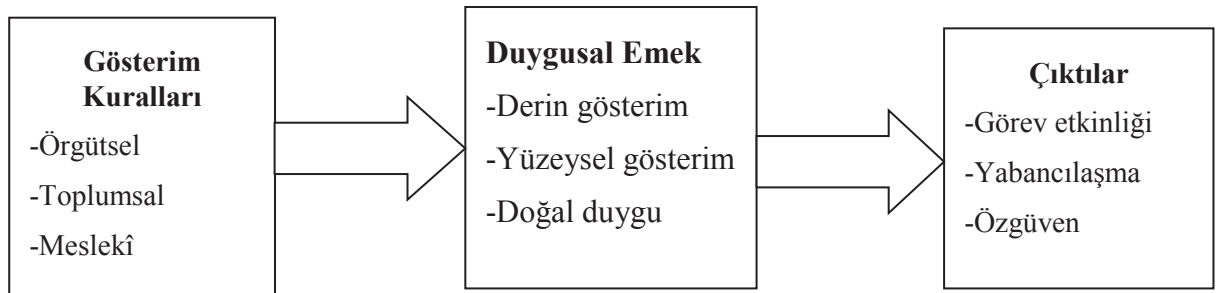 Gösterim
Kuralları
-Örgütsel
-Toplumsal
-Meslekî
Duygusal Emek
-Derin gösterim
-Yüzeysel gösterim
-Doğal duygu
Çıktılar
-Görev etkinliği
-Yabancılaşma
-Özgüven